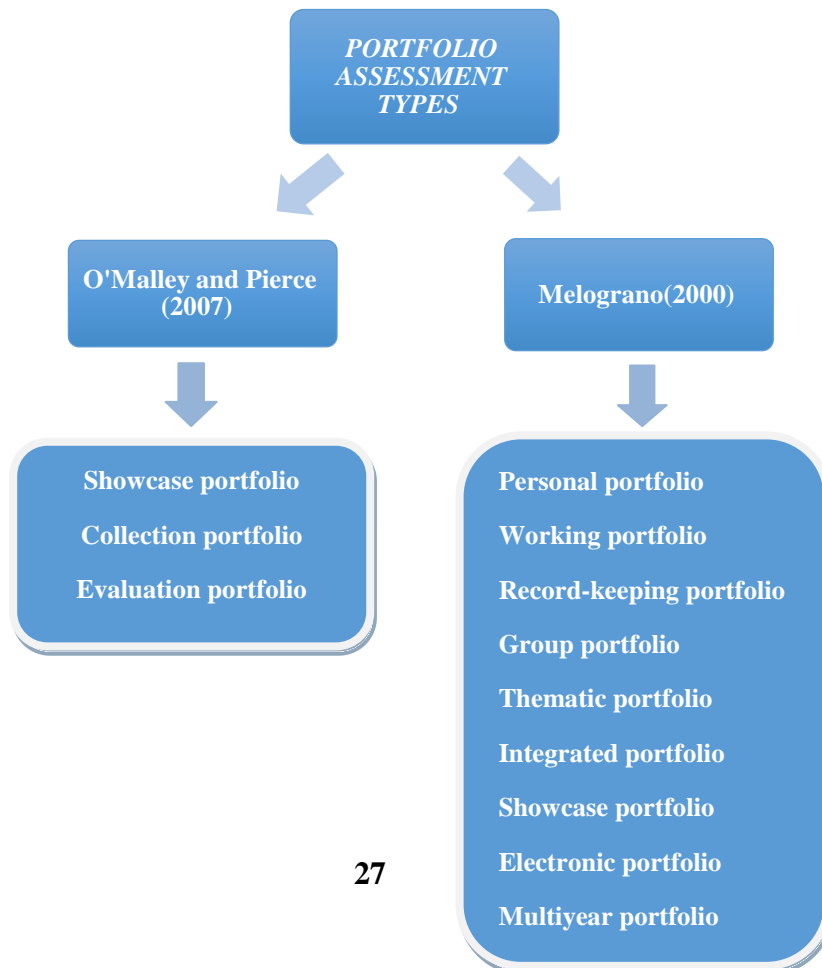 PORTFOLIO
ASSESSMENT
TYPES
O'Malley and Pierce
(2007)
Showcase portfolio
Collection portfolio
Evaluation portfolio
Melograno(2000)
Personal portfolio
Working portfolio
Record-keeping portfolio
Group portfolio
Thematic portfolio
Integrated portfolio
Showcase portfolio
Electronic portfolio
Multiyear portfolio
27